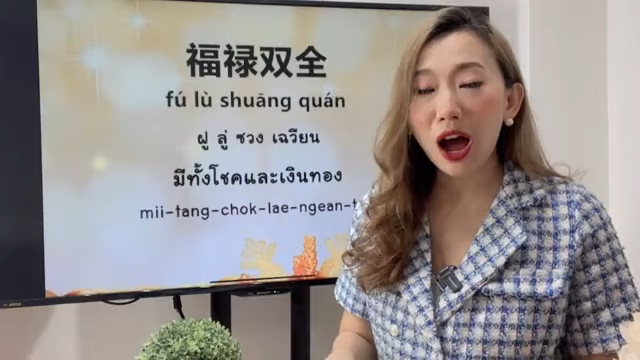 福禄双全
fú lù shuāng quán
ฝู ลู่ ซวง เฉวียน
มีทั้งโชคและเงินทอง
mii-tang-chok-lae-ngean-t